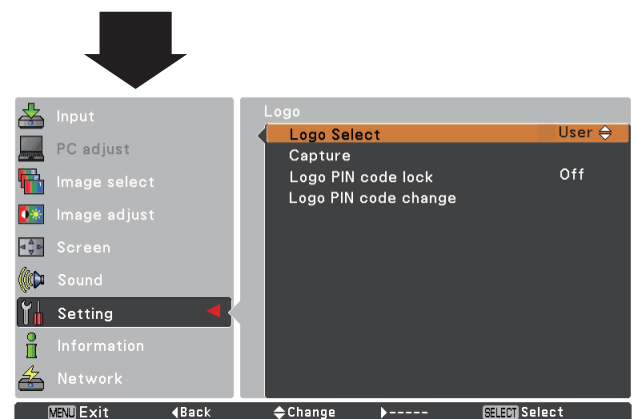 Input
PC adjust
Image select
Image adjust
Screen
Sound
Setting
Information
Network
Logo
Logo Select User
Capture
Logo PIN code lock Off
Logo PIN code change
MENU Exit Back Change ----- SELECT Select